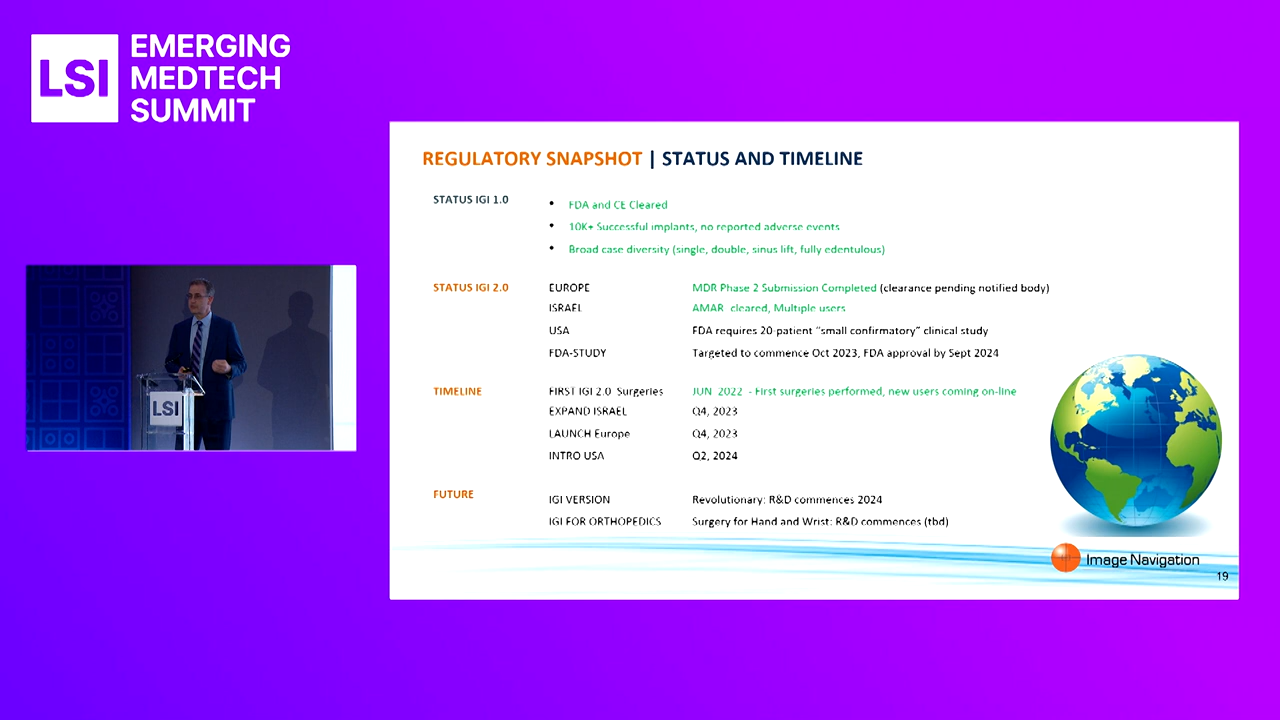 LSI
EMERGING
MEDTECH
SUMMIT
REGULATORY SNAPSHOT | STATUS AND TIMELINE
STATUS IGI 1.0
• FDA and CE Cleared
• 10K+ Successful implants, no reported adverse events
• Broad case diversity (single, double, sinus lift, fully edentulous)
STATUS IGI 2.0 EUROPE MDR Phase 2 Submission Completed (clearance pending notified body)
ISRAEL AMAR cleared, Multiple users
USA FDA requires 20-patient “small confirmatory” clinical study
FDA-STUDY Targeted to commence Oct 2023, FDA approval by Sept 2024
TIMELINE FIRST IGI 2.0 Surgeries JUN 2022 - First surgeries performed, new users coming on-line
EXPAND ISRAEL Q4, 2023
LAUNCH Europe Q4, 2023
INTRO USA Q2, 2024
FUTURE
IGI VERSION Revolutionary: R&D commences 2024
IGI FOR ORTHOPEDICS Surgery for Hand and Wrist: R&D commences (tbd)
Image Navigation
19
LSI